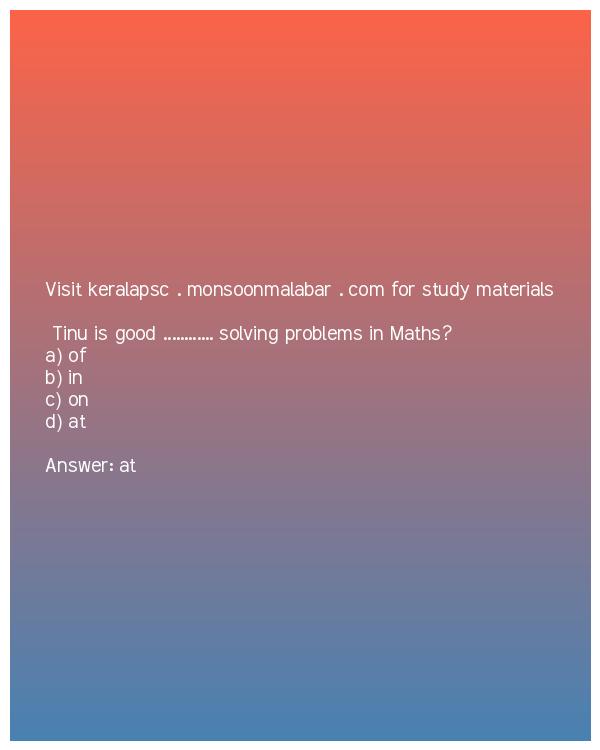 Visit keralapsc . monsoonmalabar . com for study materials
Tinu is good ............ solving problems in Maths?
a) of
b) in
c) on
d) at
Answer: at